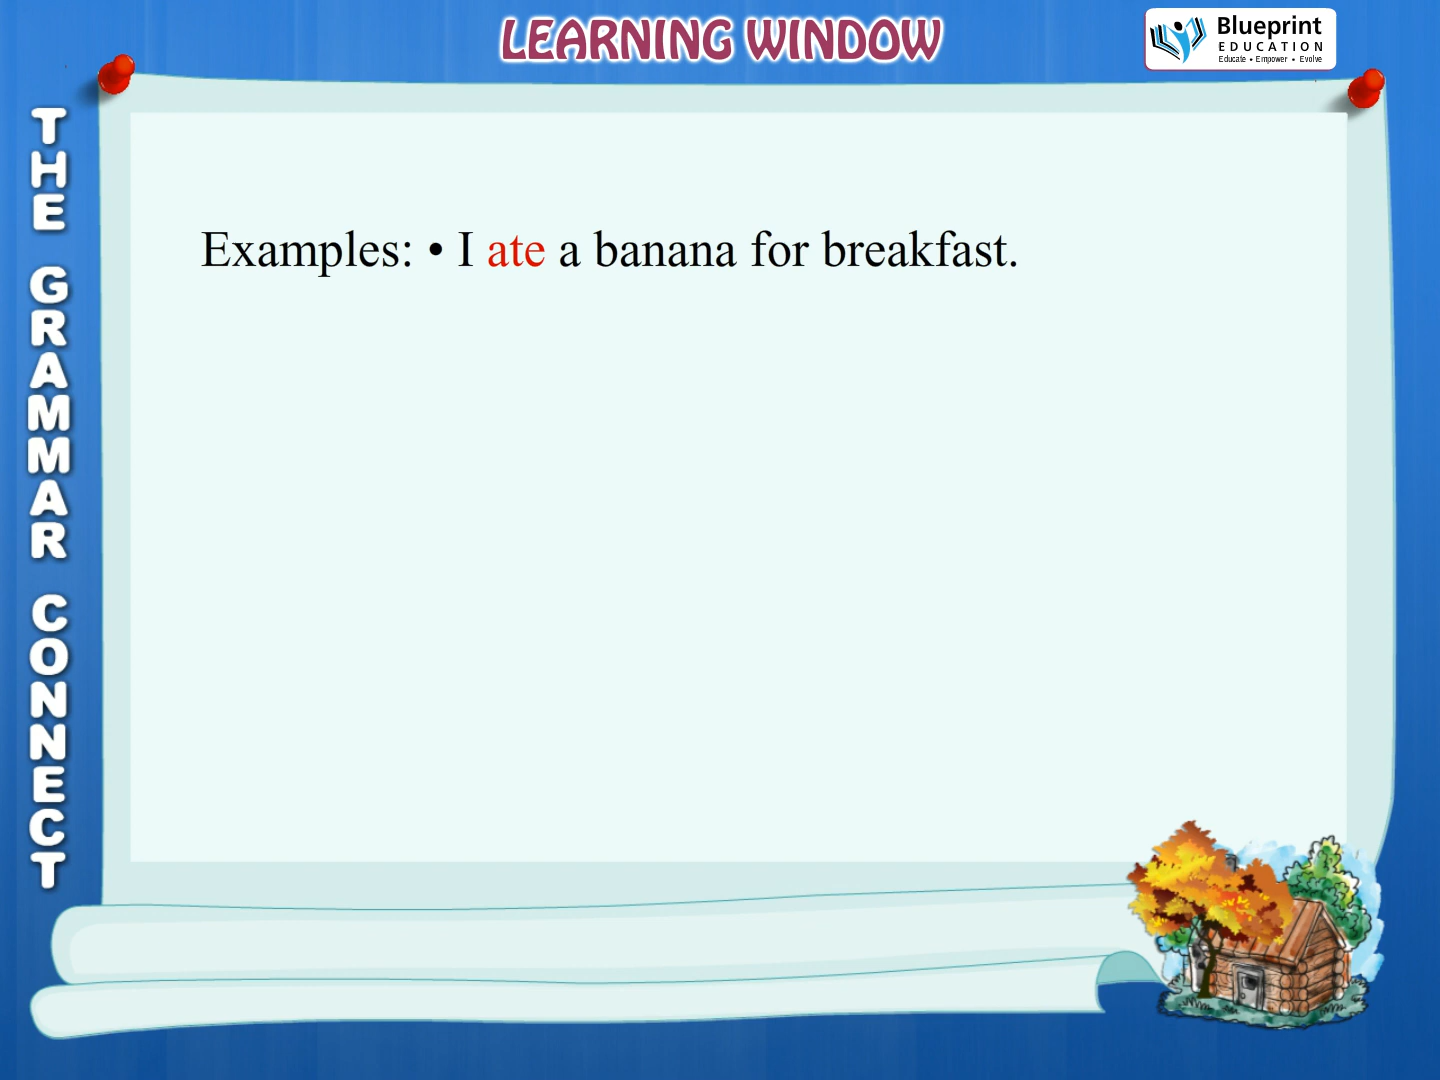 LEARNING WINDOW
Blueprint
EDUCATION
Educate • Empower • Evolve
THE GRAMMAR CONNECT
Examples: • I ate a banana for breakfast.